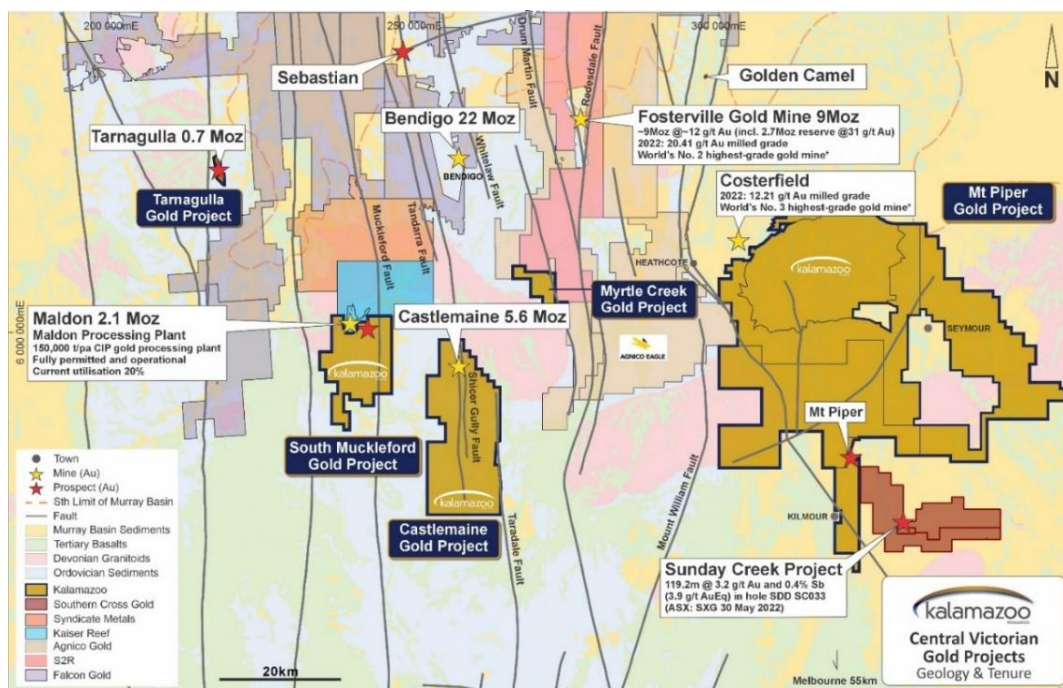 200 000mE
250 000mE
300 000mE
Drum Martin Fault
Redesdale Fault
Sebastian
Golden Camel
N
Bendigo 22 Moz
BENDIGO
Whitelaw Fault
Fosterville Gold Mine 9Moz
~9Moz @~12 g/t Au (incl. 2.7Moz reserve @31 g/t Au)
2022: 20.41 g/t Au milled grade
World's No. 2 highest-grade gold mine*
Tarnagulla 0.7 Moz
Tarnagulla
Gold Project
Costerfield
2022: 12.21 g/t Au milled grade
World's No. 3 highest-grade gold mine*
Mt Piper
Gold Project
Muckleford Fault
Tandarra Fault
HEATHCOTE
kalamazoo
Myrtle Creek
Gold Project
6 000 000mE
Maldon 2.1 Moz
Maldon Processing Plant
150,000 t/pa CIP gold processing plant
Fully permitted and operational
Current utilisation 20%
Castlemaine 5.6 Moz
SEYMOUR
AGNICO EAGLE
kalamazoo
Shicer Gully Fault
Mt Piper
South Muckleford
Gold Project
kalamazoo
Castlemaine
Gold Project
Taradale Fault
Mount William Fault
KILMOUR
Sunday Creek Project
119.2m @ 3.2 g/t Au and 0.4% Sb
(3.9 g/t AuEq) in hole SDD SC033
(ASX: SXG 30 May 2022)
Town
Mine (Au)
Prospect (Au)
Sth Limit of Murray Basin
Fault
Murray Basin Sediments
Tertiary Basalts
Devonian Granitoids
Ordovician Sediments
Kalamazoo
Southern Cross Gold
Syndicate Metals
Kaiser Reef
Agnico Gold
S2R
Falcon Gold
20km
Melbourne 55km
kalamazoo
Central Victorian
Gold Projects
Geology & Tenure